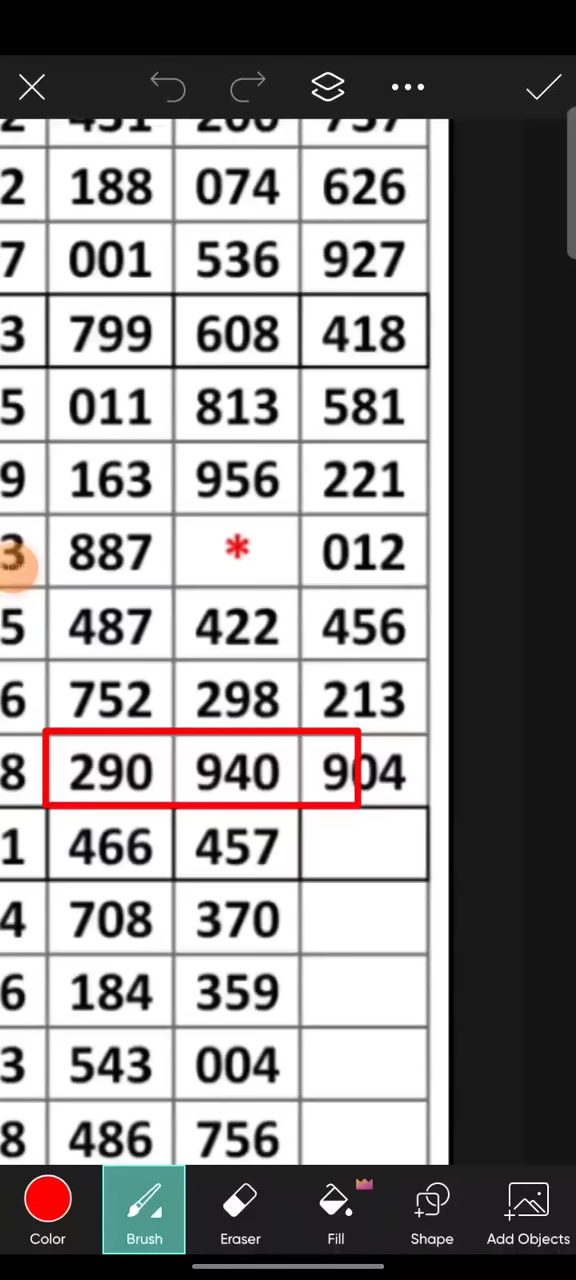 2 188 074 626
7 001 536 927
3 799 608 418
5 011 813 581
9 163 956 221
3 887 * 012
5 487 422 456
6 752 298 213
8 290 940 904
1 466 457
4 708 370
6 184 359
3 543 004
8 486 756
Color Brush Eraser Fill Shape Add Objects